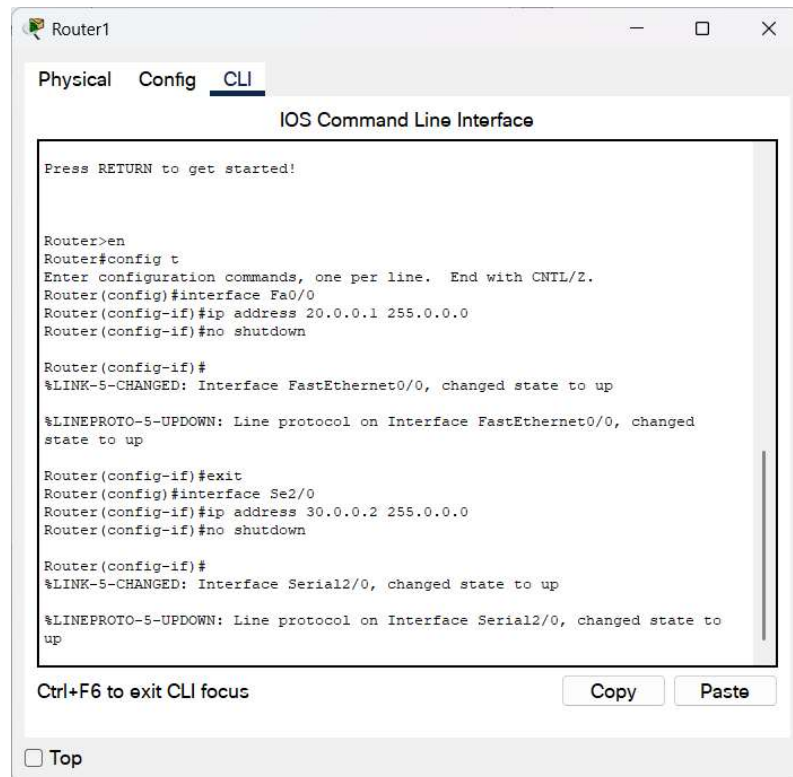 Router1
Physical Config CLI
IOS Command Line Interface
Press RETURN to get started!
Router>en
Router#config t
Enter configuration commands, one per line.  End with CNTL/Z.
Router(config)#interface Fa0/0
Router(config-if)#ip address 20.0.0.1 255.0.0.0
Router(config-if)#no shutdown
Router(config-if)#
%LINK-5-CHANGED: Interface FastEthernet0/0, changed state to up
%LINEPROTO-5-UPDOWN: Line protocol on Interface FastEthernet0/0, changed
state to up
Router(config-if)#exit
Router(config)#interface Se2/0
Router(config-if)#ip address 30.0.0.2 255.0.0.0
Router(config-if)#no shutdown
Router(config-if)#
%LINK-5-CHANGED: Interface Serial2/0, changed state to up
%LINEPROTO-5-UPDOWN: Line protocol on Interface Serial2/0, changed state to
up
Ctrl+F6 to exit CLI focus Copy Paste
Top